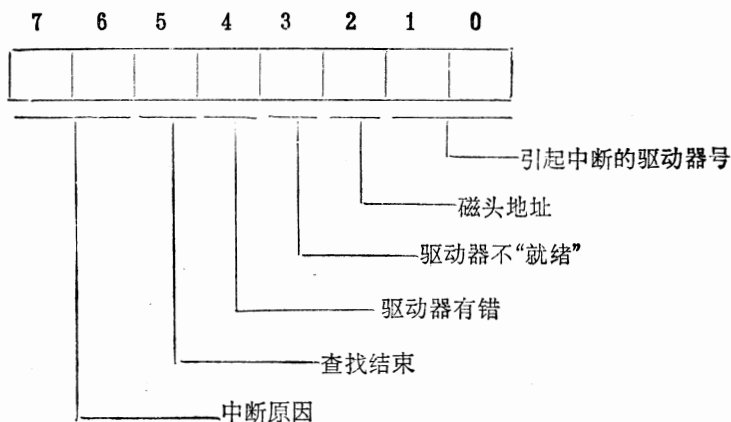 7 6 5 4 3 2 1 0
引起中断的驱动器号
磁头地址
驱动器不“就绪”
驱动器有错
查找结束
中断原因